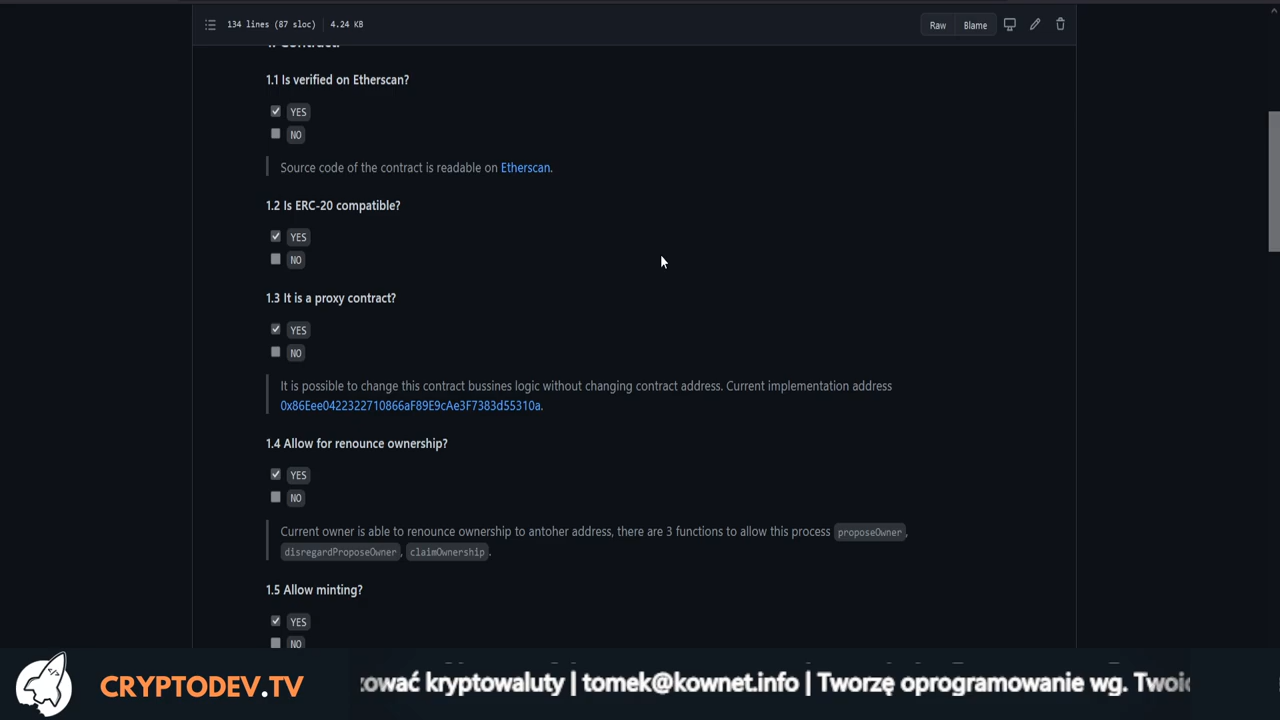 134 lines (87 sloc) | 4.24 KB
Raw
Blame
1.1 Is verified on Etherscan?
YES
NO
Source code of the contract is readable on Etherscan.
1.2 Is ERC-20 compatible?
YES
NO
1.3 It is a proxy contract?
YES
NO
It is possible to change this contract bussines logic without changing contract address. Current implementation address
0x86Eee0422322710866aF89E9cAe3F7383d55310a.
1.4 Allow for renounce ownership?
YES
NO
Current owner is able to renounce ownership to antoher address, there are 3 functions to allow this process proposeOwner,
disregardProposeOwner, claimOwnership.
1.5 Allow minting?
YES
NO
CRYPTODEV.TV
zować kryptowaluty | tomek@kownet.info | Tworzę oprogramowanie wg. Twoic